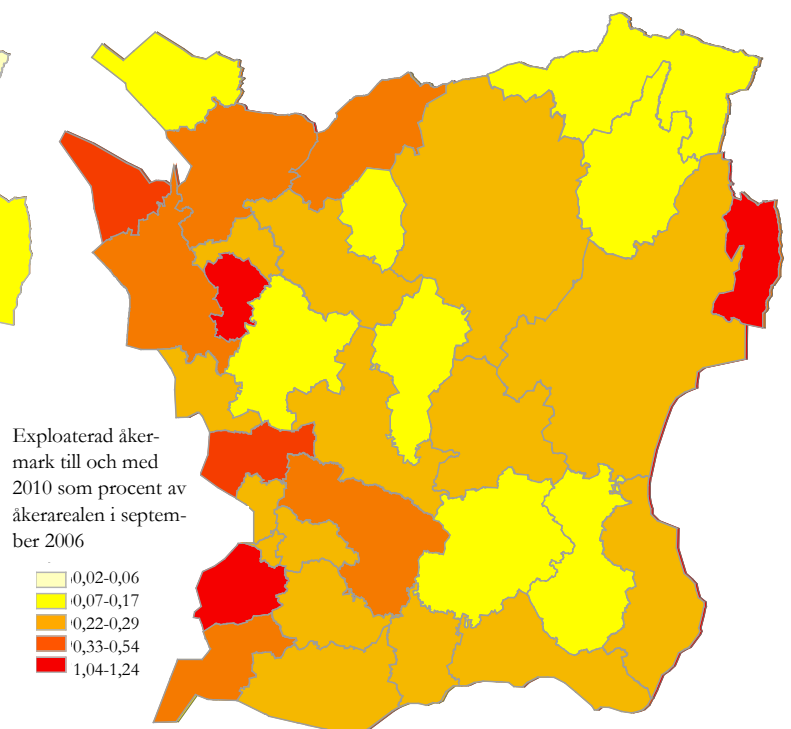 Exploaterad åker-
mark till och med
2010 som procent av
åkerarealen i septem-
ber 2006
0,02-0,06
0,07-0,17
0,22-0,29
0,33-0,54
1,04-1,24